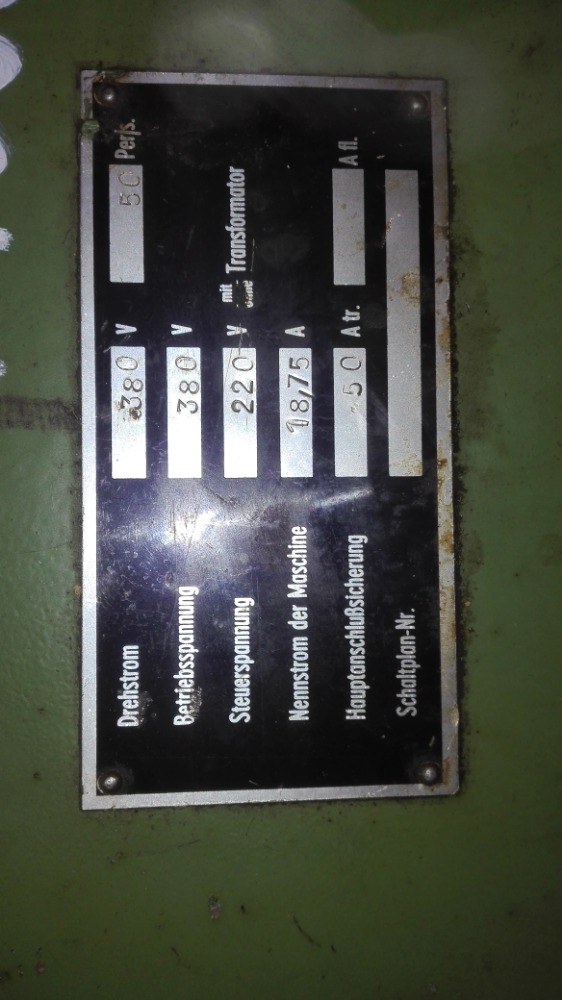 Drehstrom 380 V 50 Per/s.
Betriebsspannung 380 V
Steuerspannung 220 V mit ohne Transformator
Nennstrom der Maschine 18,75 A
Hauptanschlußsicherung 50 A tr. A fl.
Schaltplan-Nr.